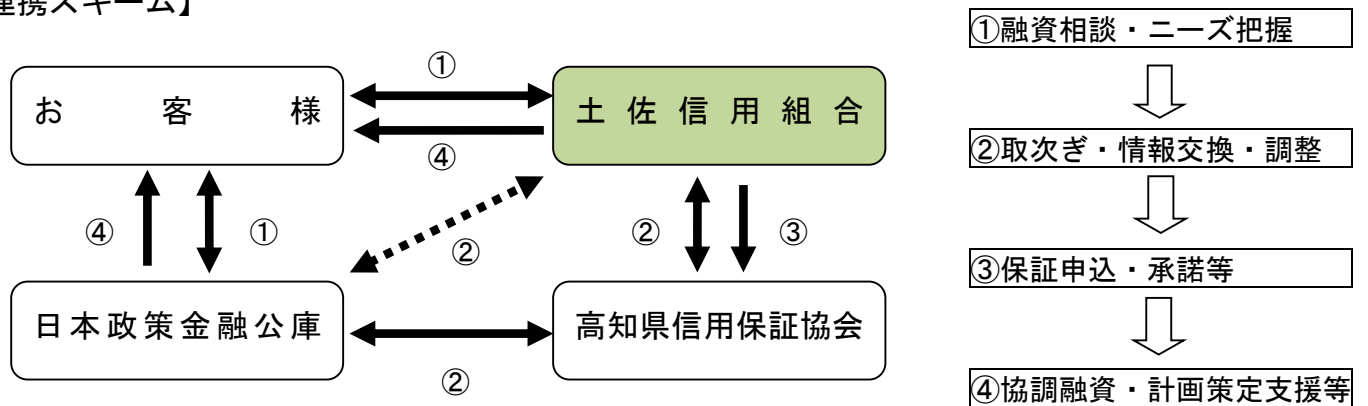 連携スキーム】
①
お客様
土佐信用組合
④
④
①
②
②
③
日本政策金融公庫
高知県信用保証協会
②
①融資相談・ニーズ把握
②取次ぎ・情報交換・調整
③保証申込・承諾等
④協調融資・計画策定支援等